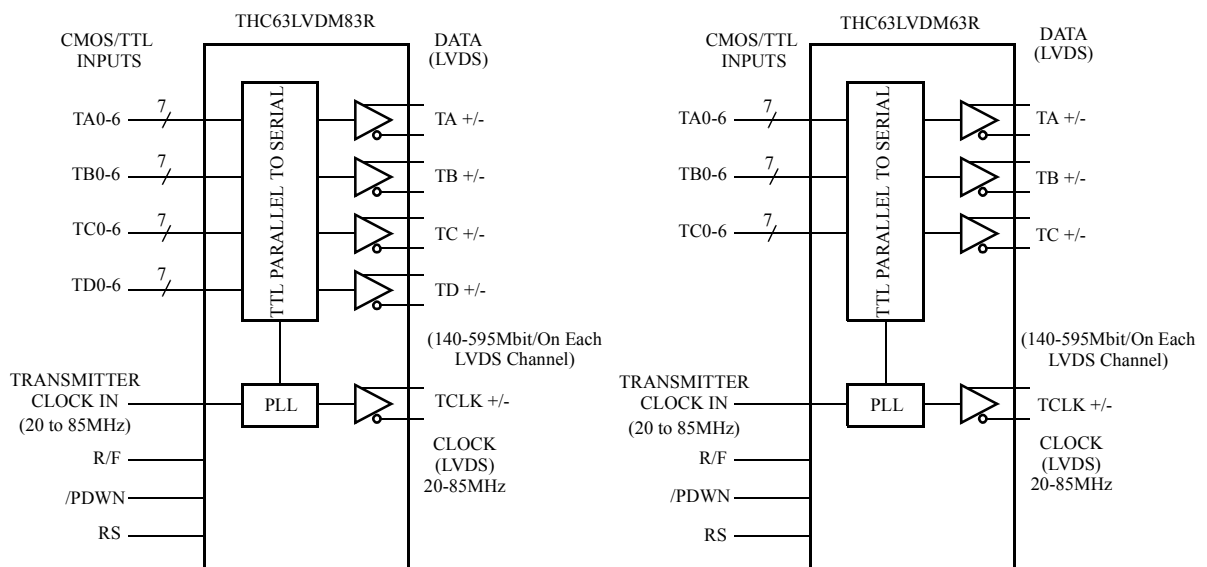 THC63LVDM83R
CMOS/TTL
INPUTS
DATA
(LVDS)
TA0-6
7
TA +/-
TB0-6
7
TB +/-
TC0-6
7
TC +/-
TD0-6
7
TD +/-
TTL PARALLEL TO SERIAL
(140-595Mbit/On Each
LVDS Channel)
TRANSMITTER
CLOCK IN
(20 to 85MHz)
PLL
TCLK +/-
CLOCK
(LVDS)
20-85MHz
R/F
/PDWN
RS
THC63LVDM63R
CMOS/TTL
INPUTS
DATA
(LVDS)
TA0-6
7
TA +/-
TB0-6
7
TB +/-
TC0-6
7
TC +/-
TTL PARALLEL TO SERIAL
(140-595Mbit/On Each
LVDS Channel)
TRANSMITTER
CLOCK IN
(20 to 85MHz)
PLL
TCLK +/-
CLOCK
(LVDS)
20-85MHz
R/F
/PDWN
RS